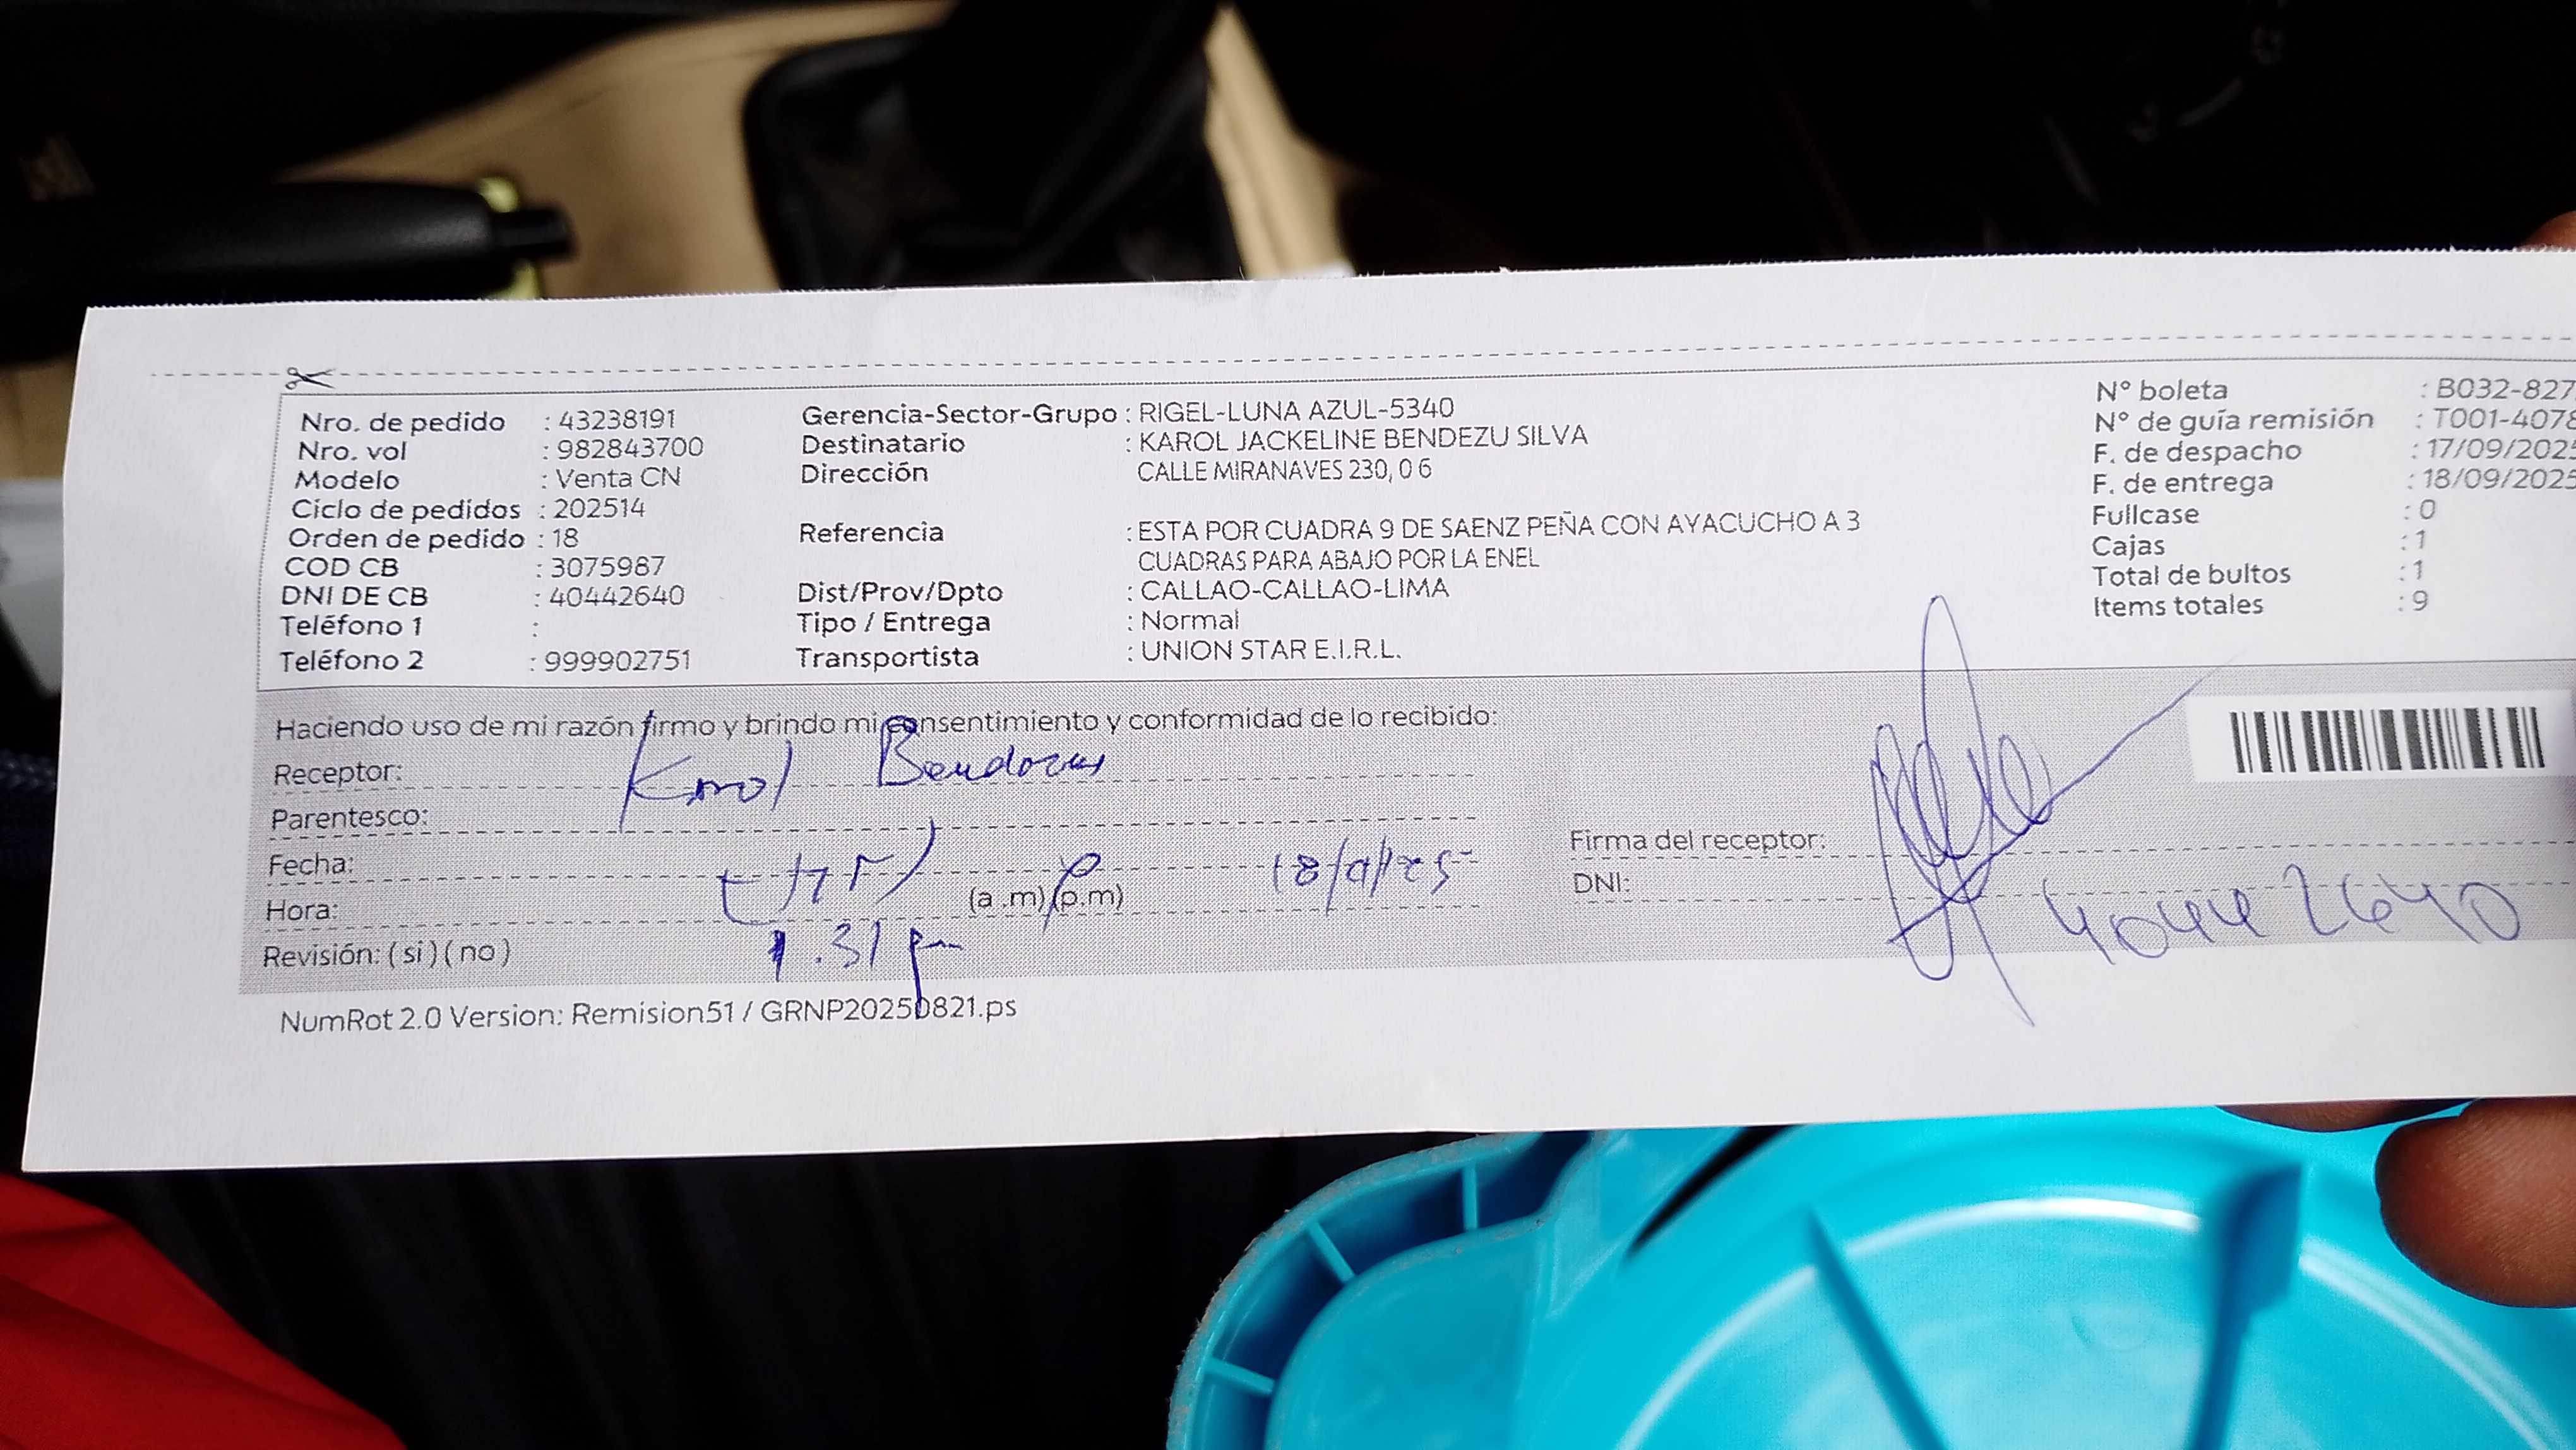 Nro. de pedido : 43238191
Nro. vol : 982843700
Modelo : Venta CN
Ciclo de pedidos : 202514
Orden de pedido : 18
COD CB : 3075987
DNI DE CB : 40442640
Teléfono 1 :
Teléfono 2 : 999902751
Gerencia-Sector-Grupo : RIGEL-LUNA AZUL-5340
Destinatario : KAROL JACKELINE BENDEZU SILVA
Dirección CALLE MIRANAVES 230, 0 6
Referencia : ESTA POR CUADRA 9 DE SAENZ PEÑA CON AYACUCHO A 3
CUADRAS PARA ABAJO POR LA ENEL
Dist/Prov/Dpto : CALLAO-CALLAO-LIMA
Tipo / Entrega : Normal
Transportista : UNION STAR E.I.R.L.
N° boleta : B032-827
N° de guía remisión : T001-4078
F. de despacho : 17/09/2025
F. de entrega : 18/09/2025
Fullcase : 0
Cajas : 1
Total de bultos : 1
Items totales : 9
Haciendo uso de mi razón firmo y brindo mi consentimiento y conformidad de lo recibido:
Receptor: Karol
Parentesco:
Fecha: 18/9/25
Hora: (a .m) (p.m)
1.31 pm
Revisión: ( si ) ( no )
Firma del receptor:
DNI: 40442640
NumRot 2.0 Version: Remision51 / GRNP20250821.ps